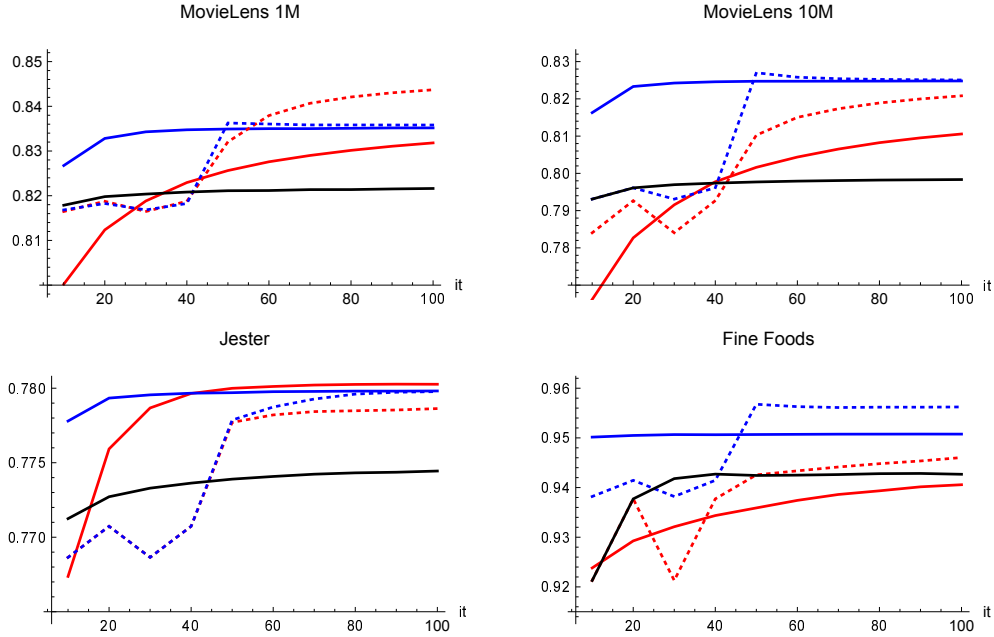 MovieLens 1M
0.85
0.84
0.83
0.82
0.81
20 40 60 80 100 it
MovieLens 10M
0.83
0.82
0.81
0.80
0.79
0.78
20 40 60 80 100 it
Jester
0.780
0.775
0.770
20 40 60 80 100 it
Fine Foods
0.96
0.95
0.94
0.93
0.92
20 40 60 80 100 it